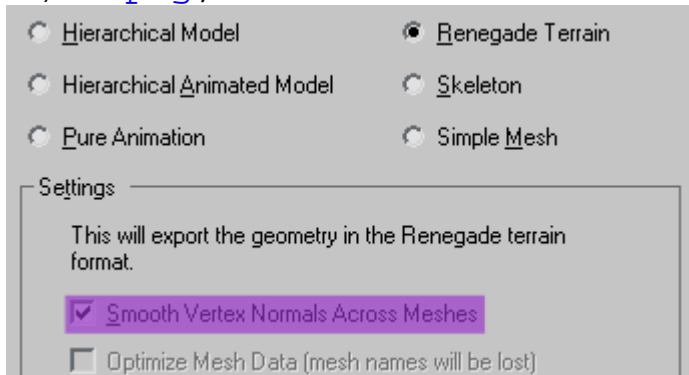 Hierarchical Model
Renegade Terrain
Hierarchical Animated Model
Skeleton
Pure Animation
Simple Mesh
Settings
This will export the geometry in the Renegade terrain
format.
Smooth Vertex Normals Across Meshes
Optimize Mesh Data (mesh names will be lost)